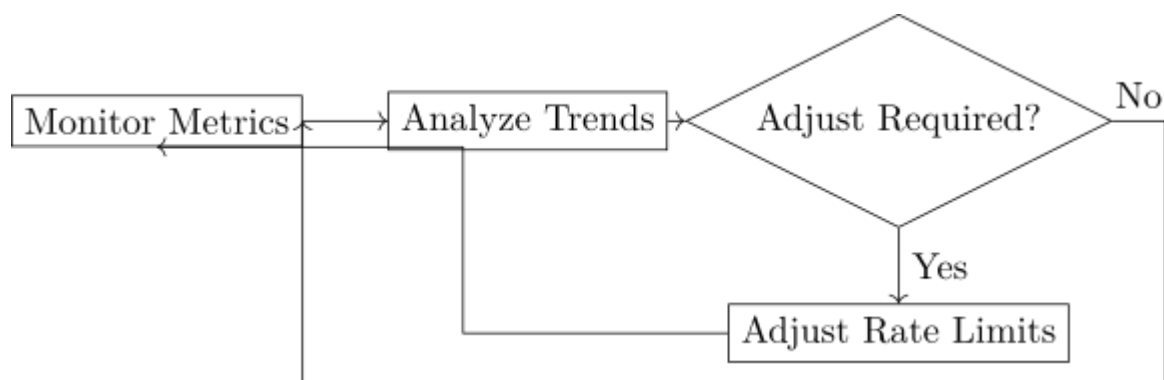 Monitor Metrics
Analyze Trends
Adjust Required?
No
Yes
Adjust Rate Limits